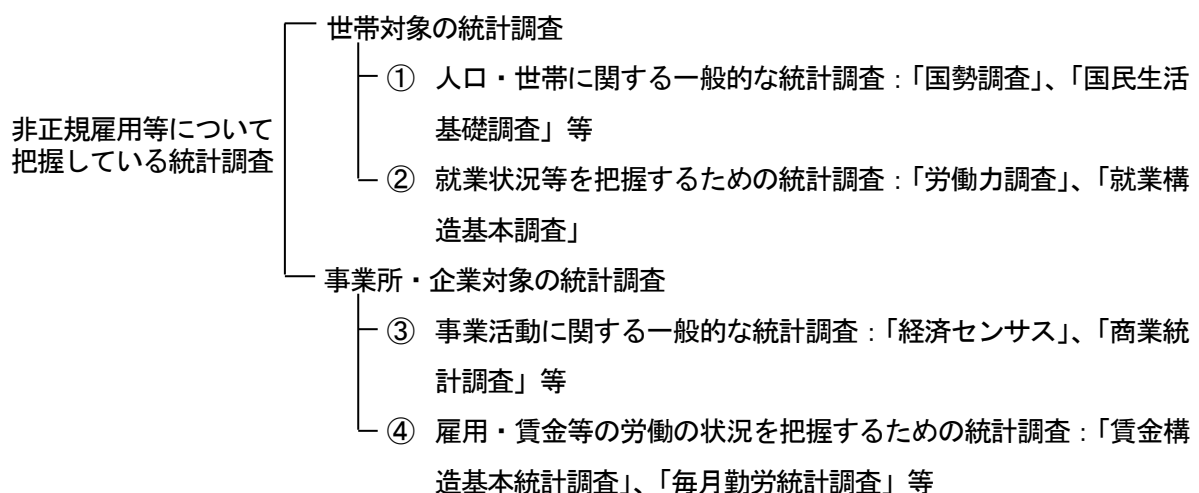 世帯対象の統計調査
① 人口・世帯に関する一般的な統計調査：「国勢調査」、「国民生活
基礎調査」等
非正規雇用等について
把握している統計調査
② 就業状況等を把握するための統計調査：「労働力調査」、「就業構
造基本調査」
事業所・企業対象の統計調査
③ 事業活動に関する一般的な統計調査：「経済センサス」、「商業統
計調査」等
④ 雇用・賃金等の労働の状況を把握するための統計調査：「賃金構
造基本統計調査」、「毎月勤労統計調査」等